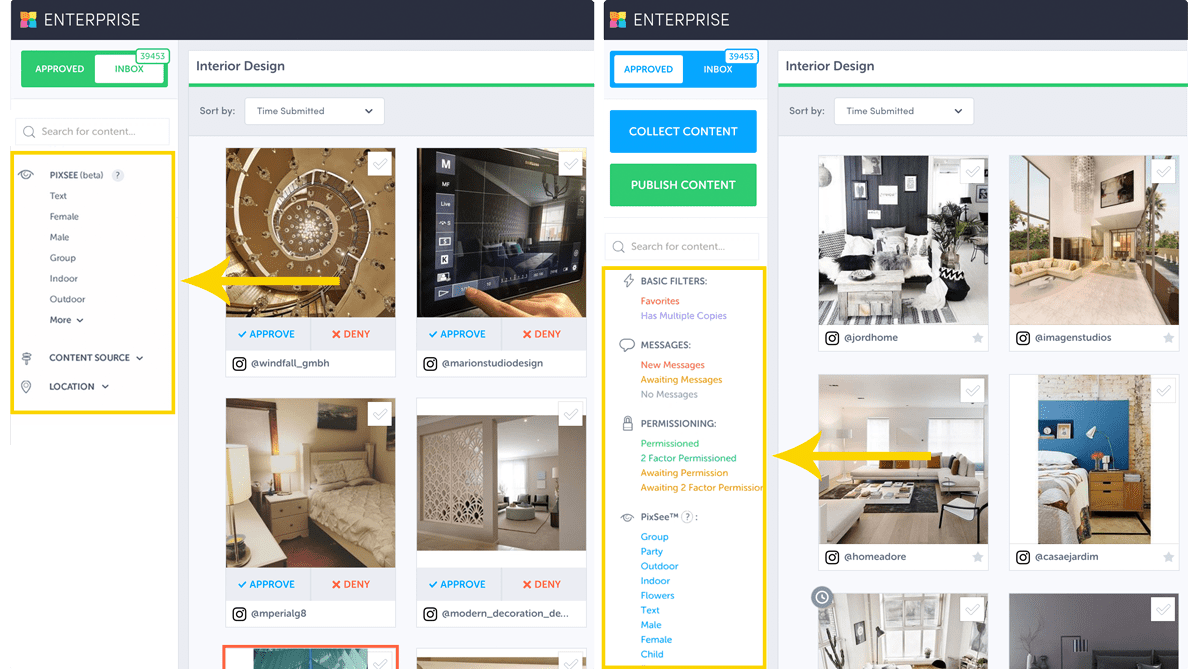 ENTERPRISE
39453
APPROVED INBOX
Interior Design
Sort by: Time Submitted
Search for content...
PIXSEE (beta) ?
Text
Female
Male
Group
Indoor
Outdoor
More
CONTENT SOURCE
LOCATION
M
MF
Live
K
APPROVE DENY
@windfall_gmbh
APPROVE DENY
@marionstudiodesign
APPROVE DENY
@mperialg8
APPROVE DENY
@modern_decoration_de...
ENTERPRISE
39453
APPROVED INBOX
COLLECT CONTENT
PUBLISH CONTENT
Search for content...
BASIC FILTERS:
Favorites
Has Multiple Copies
MESSAGES:
New Messages
Awaiting Messages
No Messages
PERMISSIONING:
Permissioned
2 Factor Permissioned
Awaiting Permission
Awaiting 2 Factor Permission
PixSee™ ? :
Group
Party
Outdoor
Indoor
Flowers
Text
Male
Female
Child
Interior Design
Sort by: Time Submitted
@jordhome
@imagenstudios
@homeadore
@casaejardim